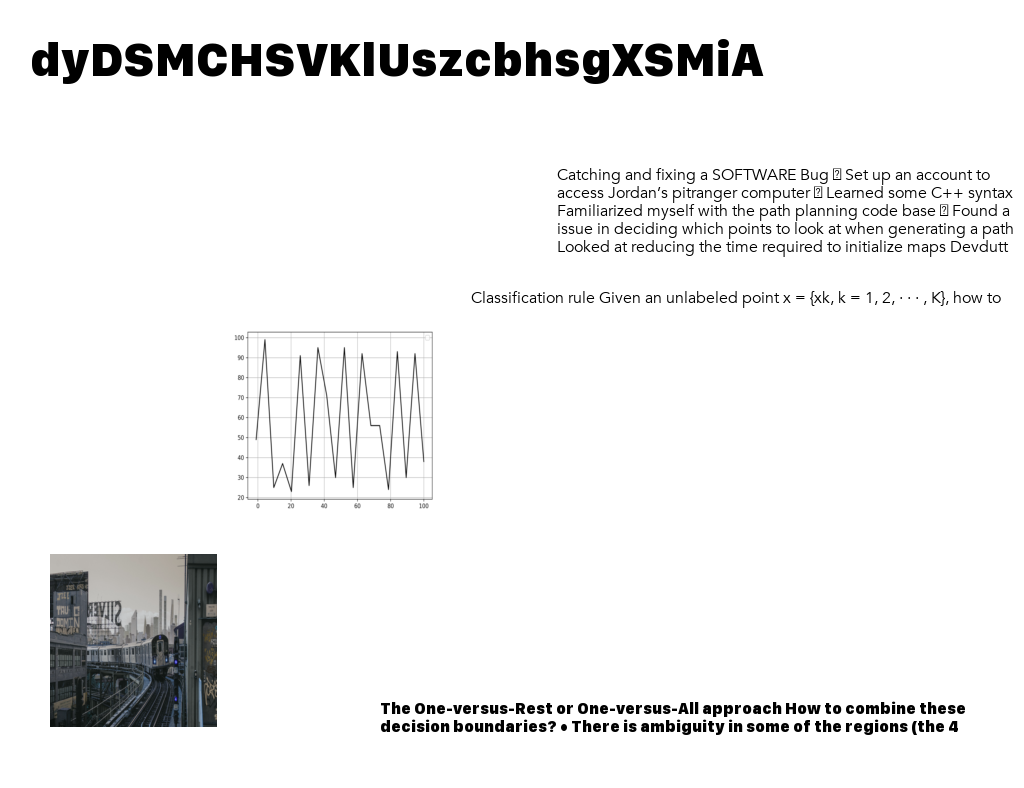 dyDSMCHSVKlUszcbhsgXSMiA
Catching and fixing a SOFTWARE Bug ⍰ Set up an account to
access Jordan’s pitranger computer ⍰ Learned some C++ syntax
Familiarized myself with the path planning code base ⍰ Found a
issue in deciding which points to look at when generating a path
Looked at reducing the time required to initialize maps Devdutt
Classification rule Given an unlabeled point x = {xk, k = 1, 2, · · · , K}, how to
100
90
80
70
60
50
40
30
20
0 20 40 60 80 100
SILVER
The One-versus-Rest or One-versus-All approach How to combine these
decision boundaries? • There is ambiguity in some of the regions (the 4